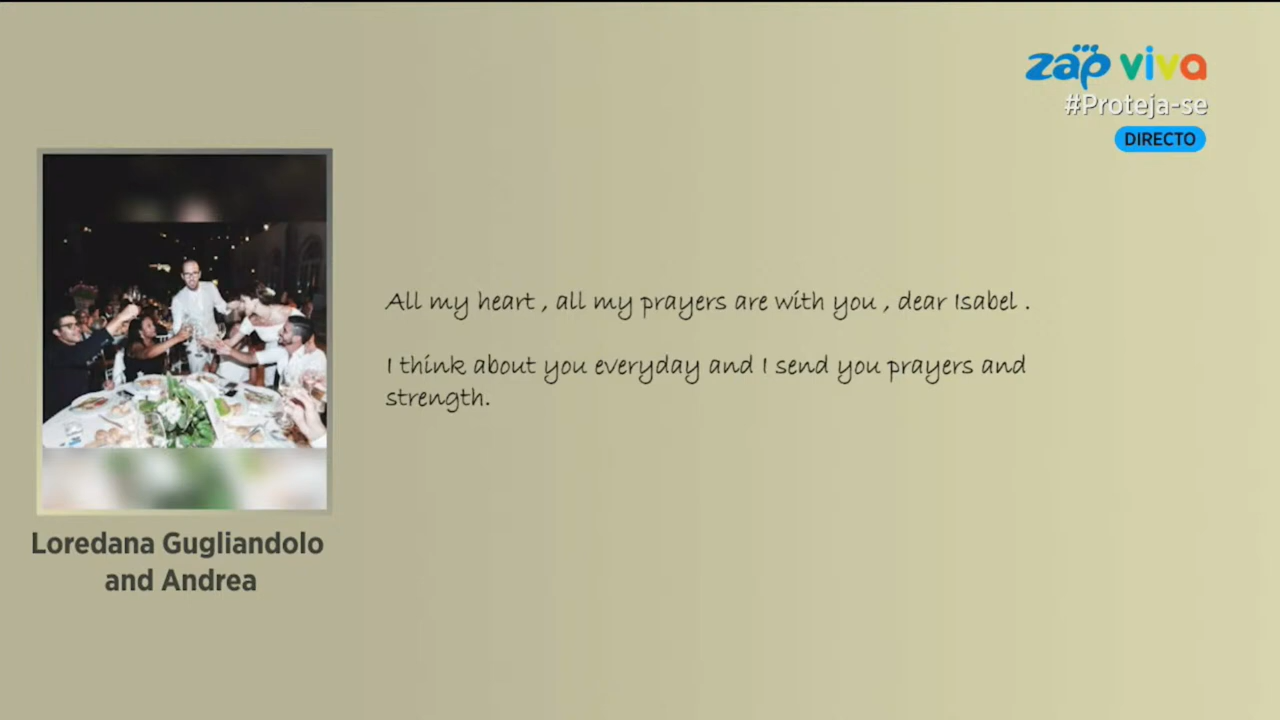 zap viva
#Proteja-se
DIRECTO
All my heart , all my prayers are with you , dear Isabel .
I think about you everyday and I send you prayers and
strength.
Loredana Gugliandolo
and Andrea